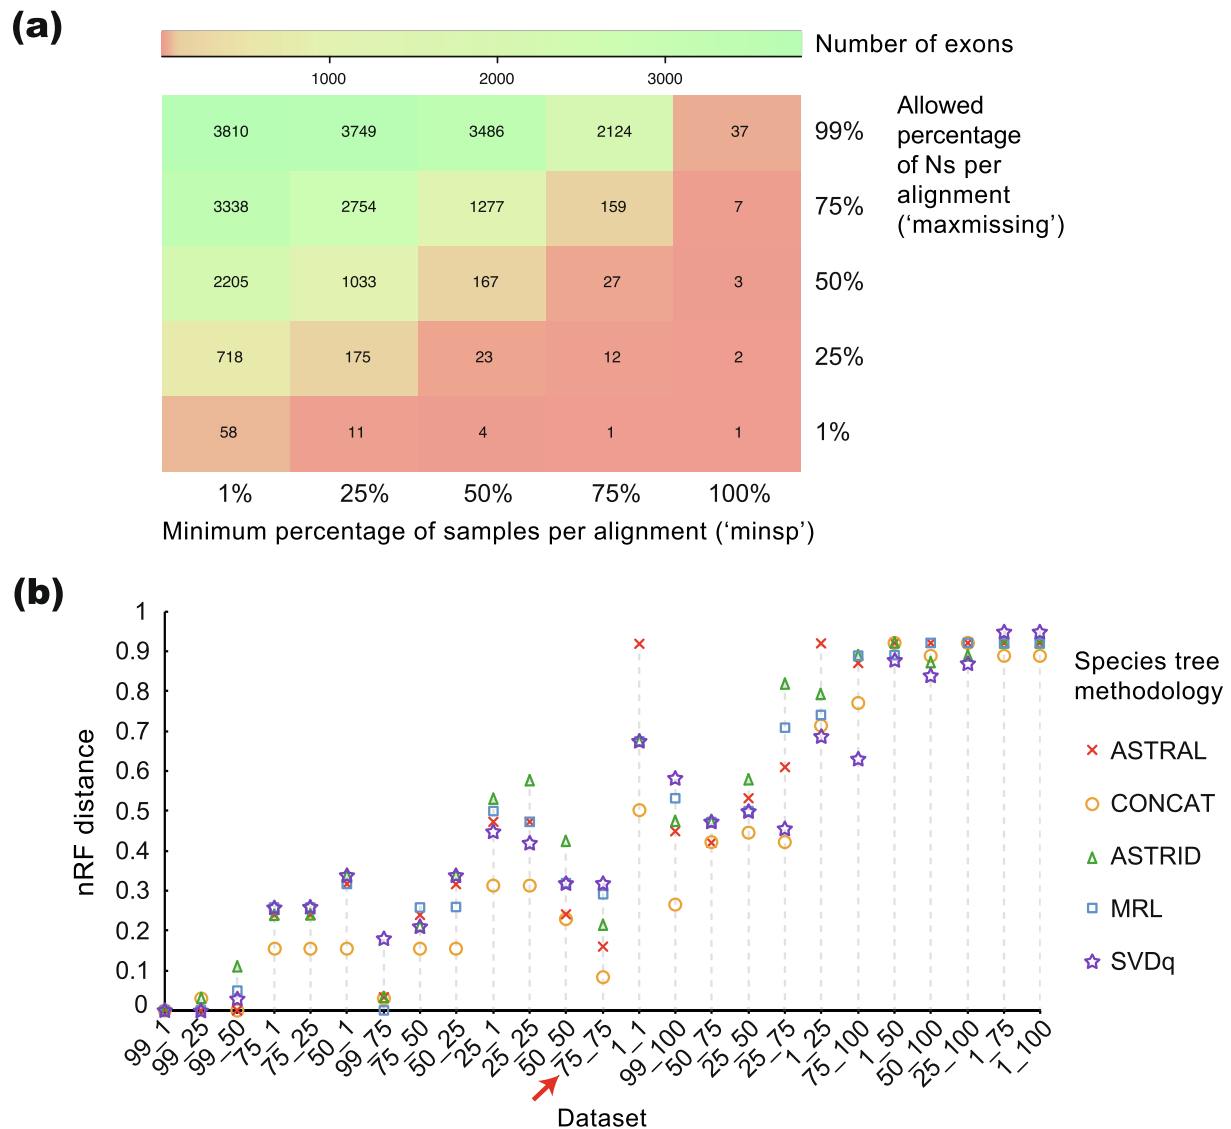 (a)
Number of exons
1000 2000 3000
3810 3749 3486 2124 37 99%
3338 2754 1277 159 7 75%
2205 1033 167 27 3 50%
718 175 23 12 2 25%
58 11 4 1 1 1%
Allowed
percentage
of Ns per
alignment
(‘maxmissing’)
1% 25% 50% 75% 100%
Minimum percentage of samples per alignment (‘minsp’)
(b)
nRF distance
1
0.9
0.8
0.7
0.6
0.5
0.4
0.3
0.2
0.1
0
99_1
99_25
99_50
75_1
75_25
50_1
99_75
75_50
50_25
25_1
25_25
50_50
75_75
1_1
99_100
50_75
25_50
25_75
1_25
75_100
1_50
50_100
25_100
1_75
1_100
Dataset
Species tree
methodology
ASTRAL
CONCAT
ASTRID
MRL
SVDq